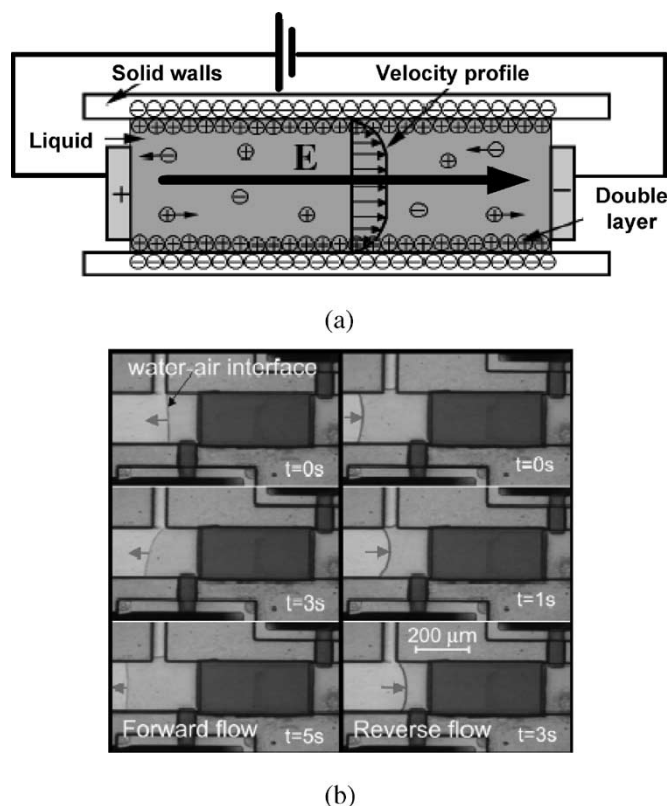 Solid walls
Velocity profile
Liquid
E
+
−
Double
layer
(a)
water-air interface
t=0s
t=0s
t=3s
t=1s
200 µm
Forward flow
t=5s
Reverse flow
t=3s
(b)